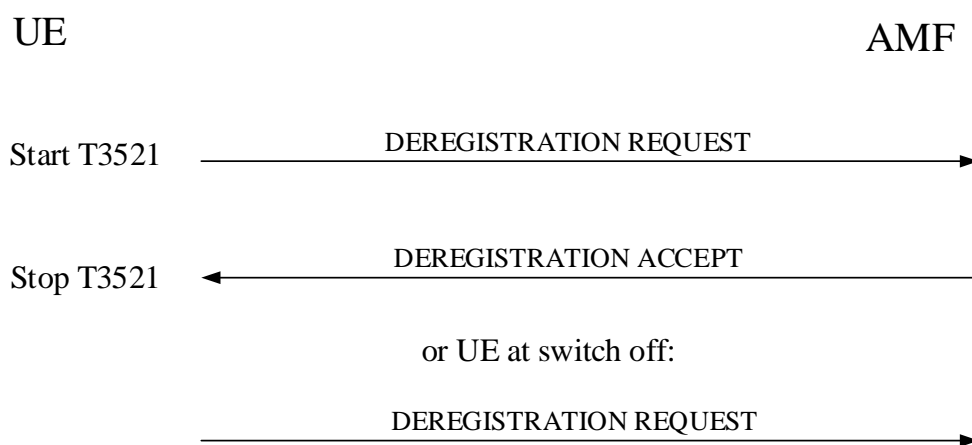 UE
AMF
Start T3521
DEREGISTRATION REQUEST
Stop T3521
DEREGISTRATION ACCEPT
or UE at switch off:
DEREGISTRATION REQUEST